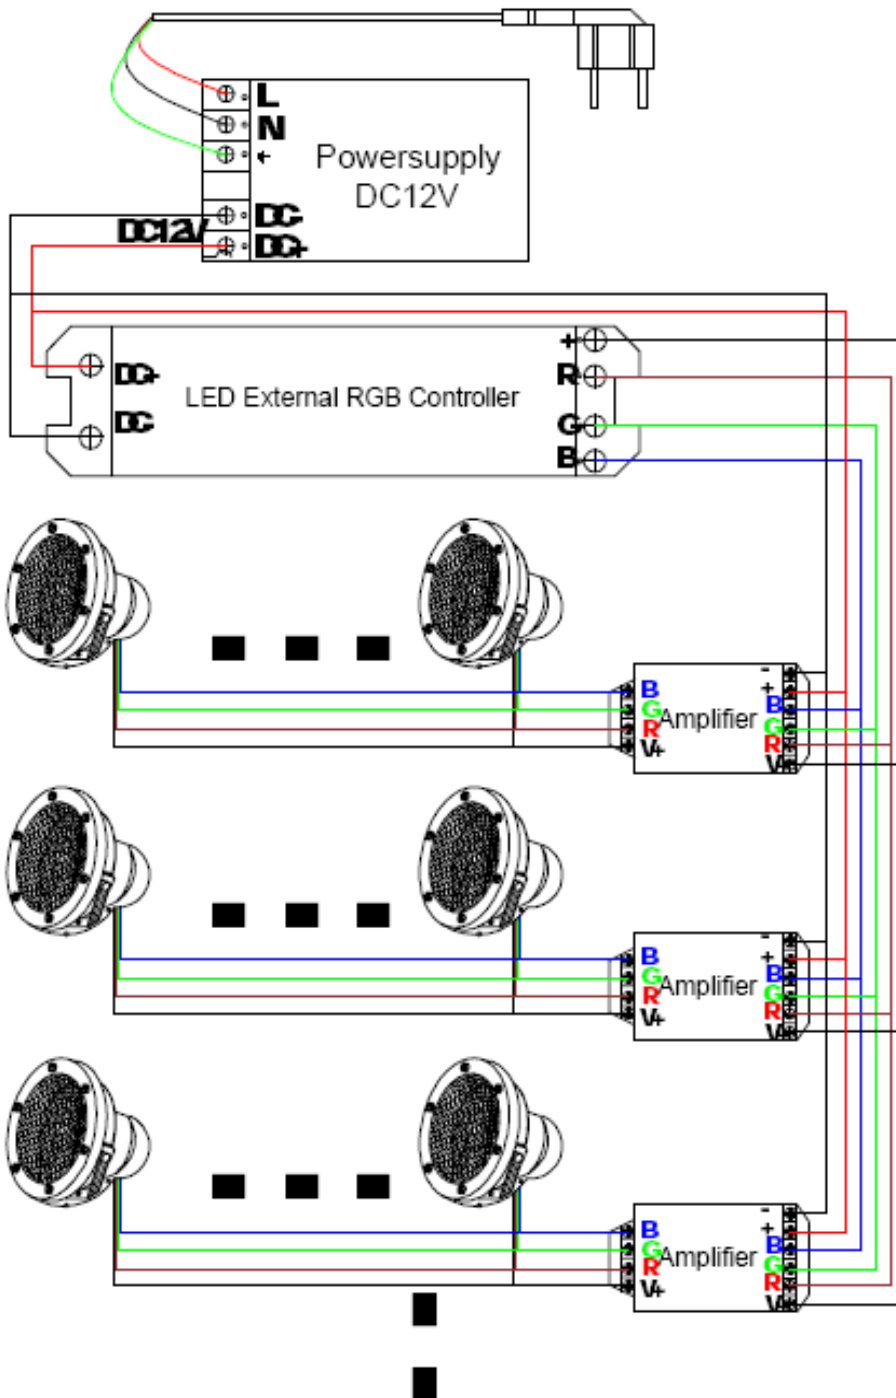 L
N
Powersupply
DC12V
DC-
DC12V
DC+
+
DC+
R
LED External RGB Controller
DC-
G
B
-
+
B
B
G
Amplifier
G
R
R
V+
V+
-
+
B
B
G
Amplifier
G
R
R
V+
V+
-
+
B
B
G
Amplifier
G
R
R
V+
V+